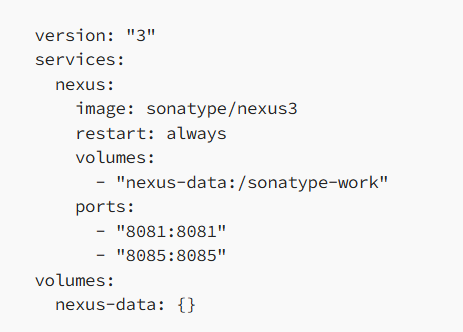 version: "3"
services:
  nexus:
    image: sonatype/nexus3
    restart: always
    volumes:
      - "nexus-data:/sonatype-work"
    ports:
      - "8081:8081"
      - "8085:8085"
volumes:
  nexus-data: {}